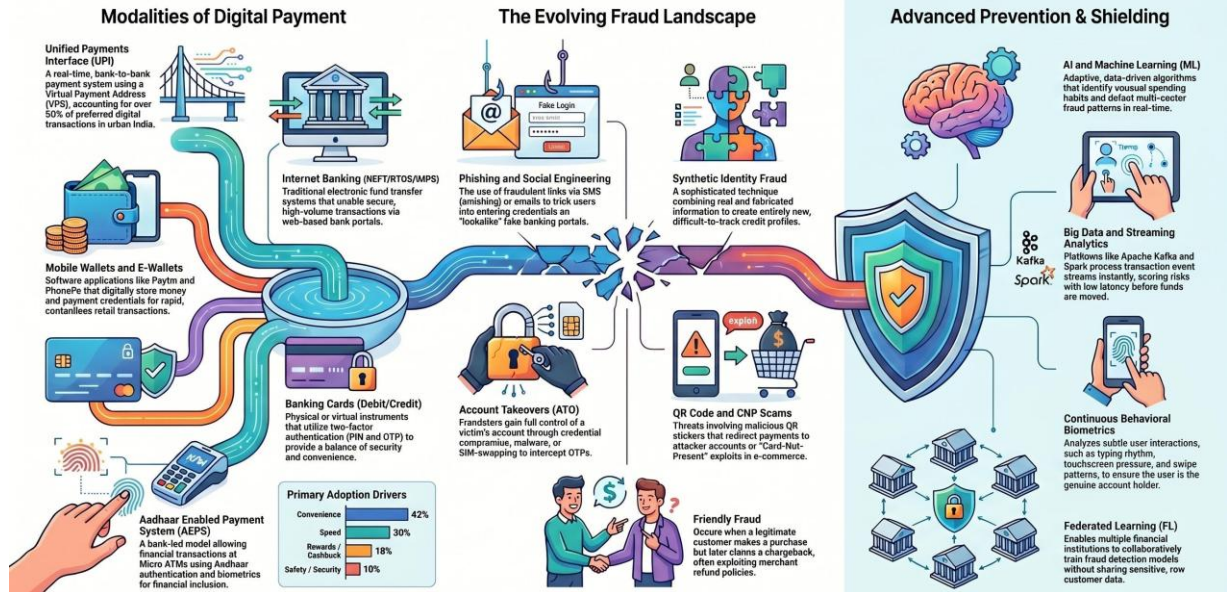 Modalities of Digital Payment
Unified Payments
Interface (UPI)
A real-time, bank-to-bank
payment system using a
Virtual Payment Address
(VPS), accounting for over
50% of preferred digital
transactions in urban India.
Internet Banking (NEFT/RTOS/IMPS)
Traditional electronic fund transfer
systems that unable secure,
high-volume transactions via
web-based bank portals.
Mobile Wallets and E-Wallets
Software applications like Paytm and
PhonePe that digitally store money
and payment credentials for rapid,
contanllees retail transactions.
Banking Cards (Debit/Credit)
Physical or virtual instruments
that utilize two-factor
authentication (PIN and OTP) to
provide a balance of security
and convenience.
Aadhaar Enabled Payment
System (AEPS)
A bank-led model allowing
financial transactions at
Micro ATMs using Andhaar
authentication and biometrics
for financial inclusion.
Primary Adoption Drivers
Convenience 42%
Speed 30%
Rewards /
Cashbuck 18%
Safety / Security 10%
The Evolving Fraud Landscape
@
Fake Login
Phishing and Social Engineering
The use of fraudulent links via SMS
(amishing) or emails to trick users
into entering credentials an
"lookalike" fake banking portals.
Synthetic Identity Fraud
A sophisticated technique
combining real and fabricated
information to create entirely new,
difficult-to-track credit profiles.
Account Takeovers (ATO)
Frandsters gain full control of a
victim's account through credential
compramiue, malware, or
SIM-swapping to intercept OTPs.
exploh
$
QR Code and CNP Scams
Threats involving malicious QR
stickers that redirect payments to
attacker accounts or "Card-Nut-
Present" exploits in e-commerce.
$
?
Friendly Fraud
Occure when a legitimate
customer makes a purchase
but later clanns a chargeback,
often exploiting merchant
refund policies.
Advanced Prevention & Shielding
AI and Machine Learning (ML)
Adaptive, data-driven algorithms
that identify vousual spending
habits and defaot multi-cecter
fraud patterns in real-time.
Kafka
Spark
Big Data and Streaming
Analytics
Platkowns like Apache Kafka and
Spark process transaction event
streams instantly, scoring risks
with low latency before funds
are moved.
Continuous Behavioral
Biometrics
Analyzes subtle user interactions,
such as typing rhythm,
touchscreen pressure, and swipe
patterns, to ensure the user is the
genuine account holder.
Federated Learning (FL)
Enables multiple financial
institutions to collaboratively
train fraud detection models
without sharing sensitive, row
customer data.